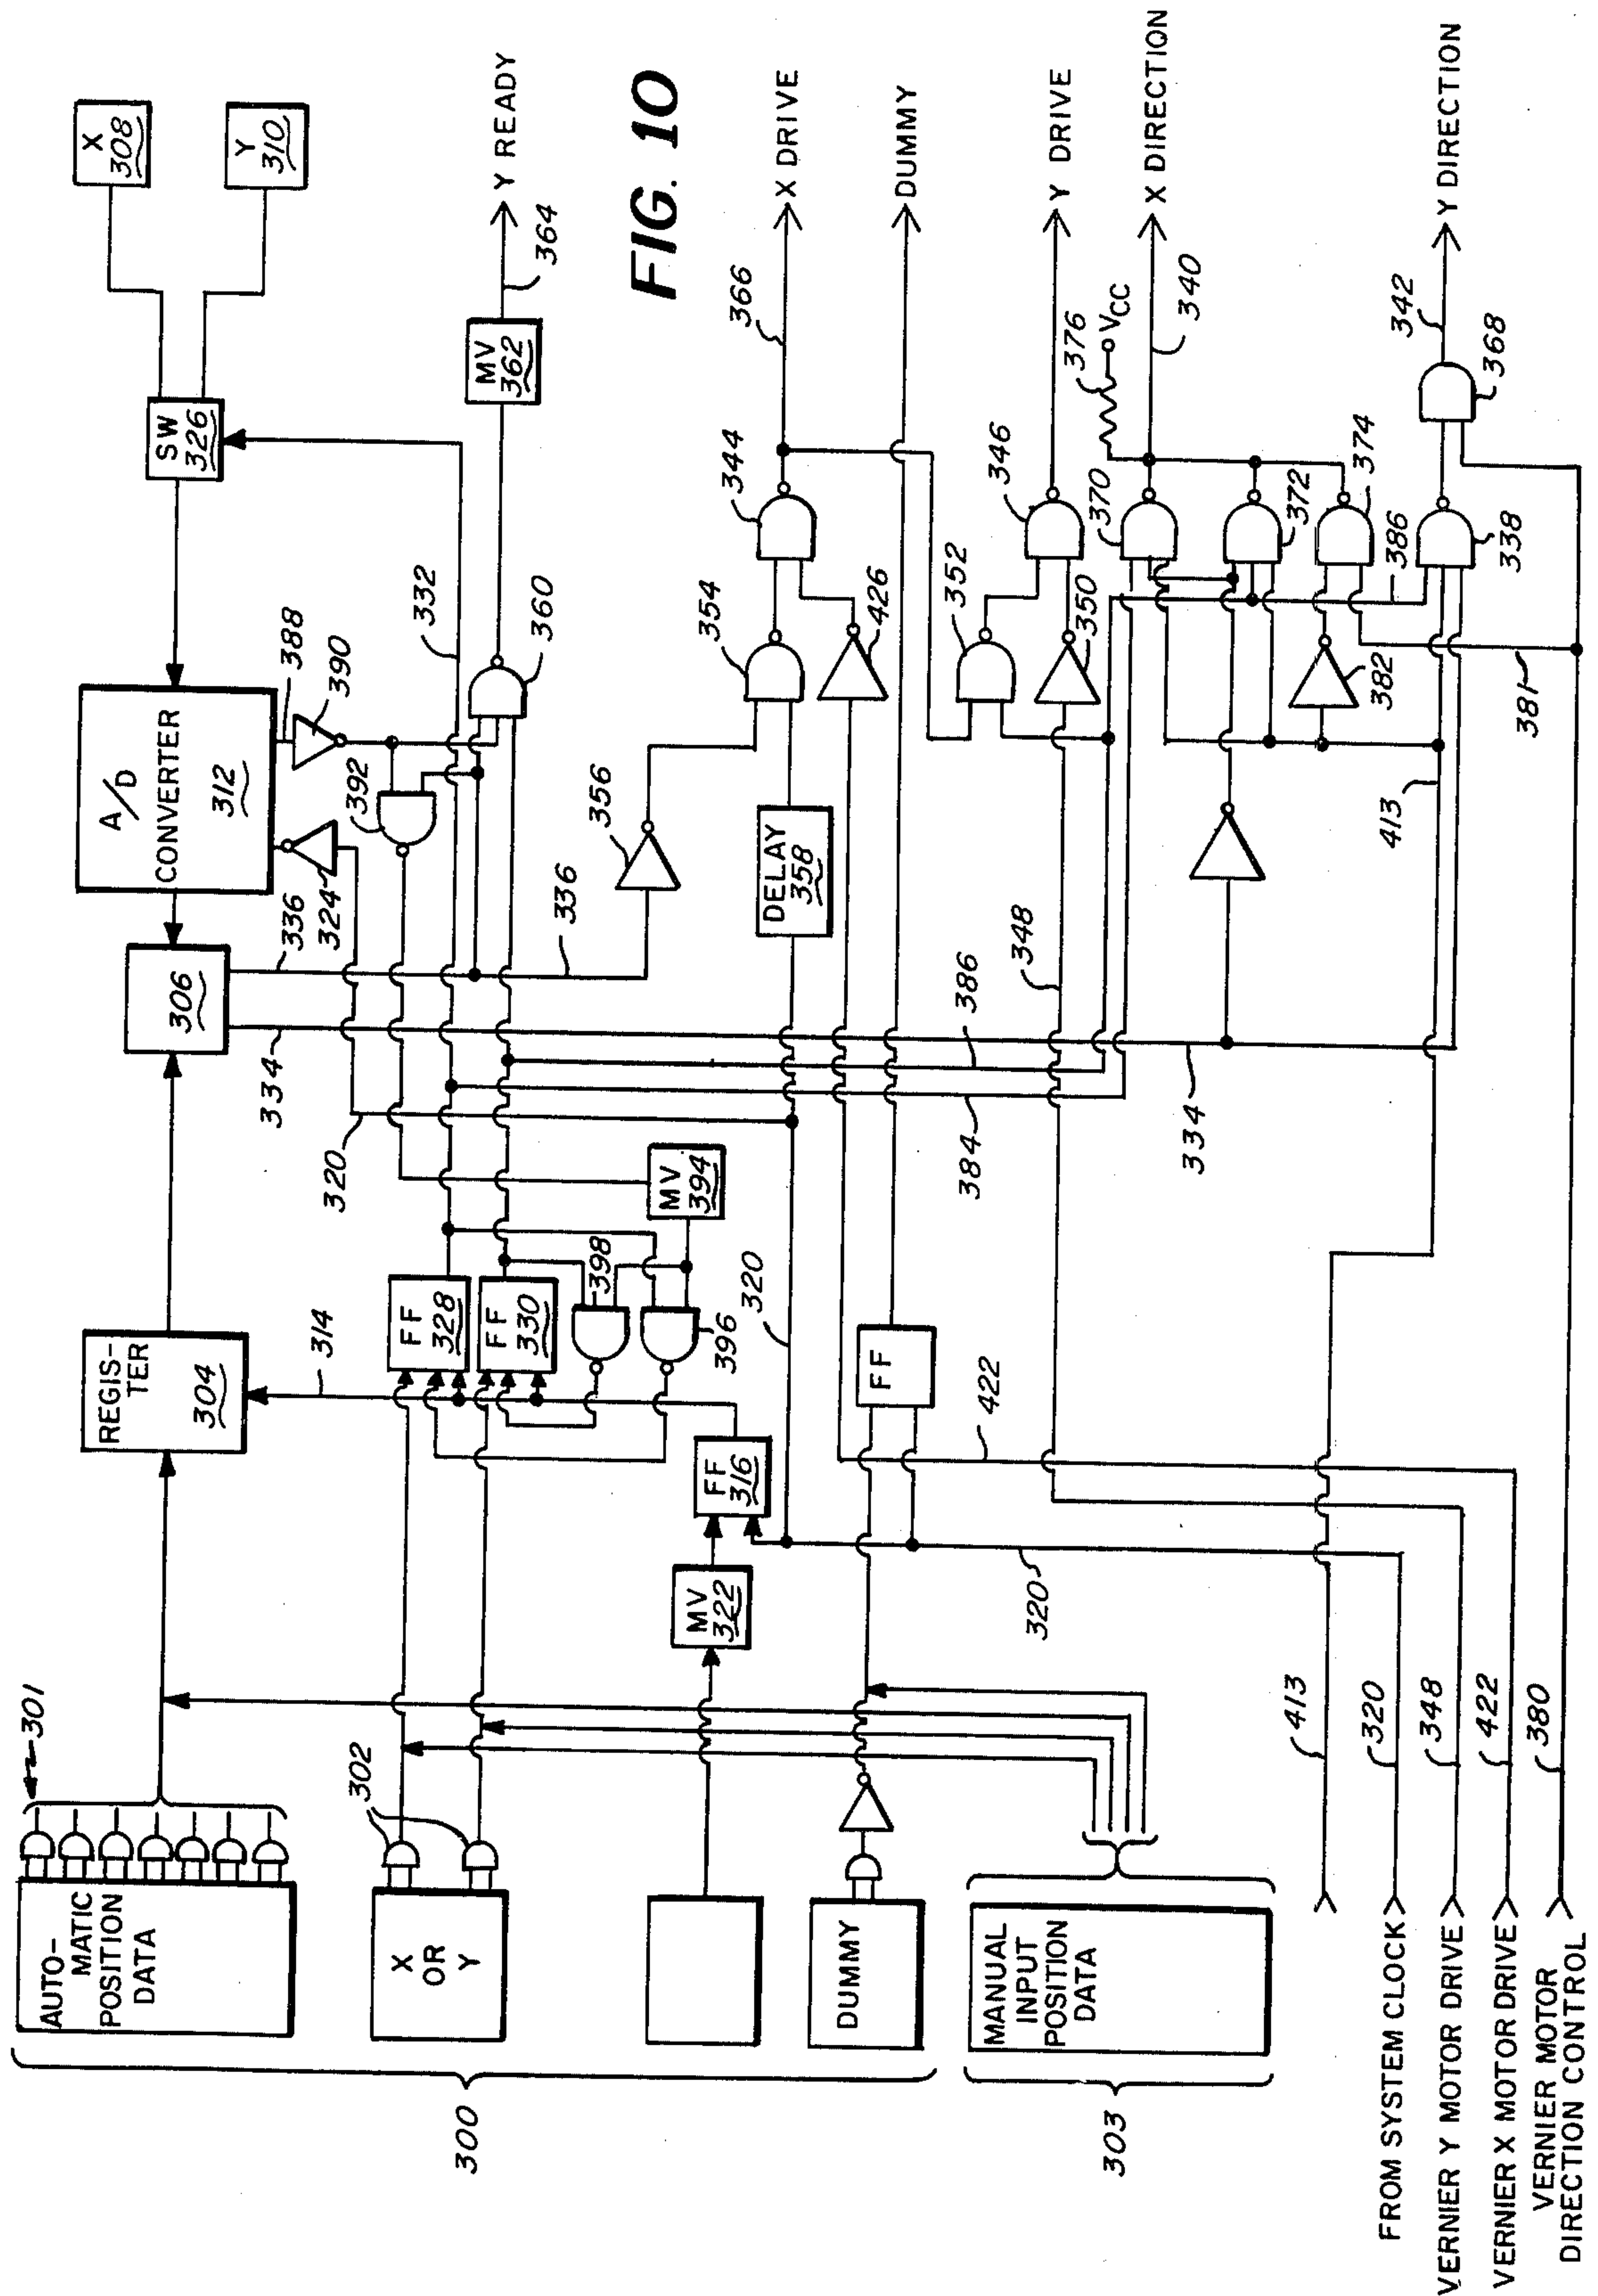 FIG. 10
AUTO-
MATIC
POSITION
DATA
301
X
OR
Y
302
DUMMY
300
MANUAL
INPUT
POSITION
DATA
303
REGIS-
TER
304
314
306
A/D
CONVERTER
312
SW
326
X
308
Y
310
336
324
388
390
392
332
334
320
FF
328
FF
330
398
396
MV
394
360
MV
362
364
Y READY
MV
322
FF
316
320
336
356
DELAY
358
354
344
366
X DRIVE
426
FF
DUMMY
422
384
386
348
352
350
346
Y DRIVE
376
VCC
370
340
X DIRECTION
372
374
386
334
382
381
413
338
342
368
Y DIRECTION
320
413
FROM SYSTEM CLOCK
320
VERNIER Y MOTOR DRIVE
348
VERNIER X MOTOR DRIVE
422
VERNIER MOTOR
DIRECTION CONTROL
380